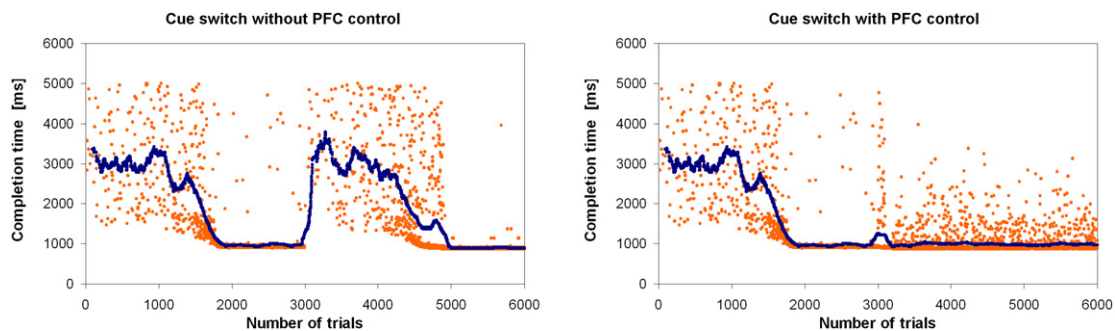 Cue switch without PFC control
6000
5000
4000
3000
2000
1000
0
Completion time [ms]
0 1000 2000 3000 4000 5000 6000
Number of trials
Cue switch with PFC control
6000
5000
4000
3000
2000
1000
0
Completion time [ms]
0 1000 2000 3000 4000 5000 6000
Number of trials